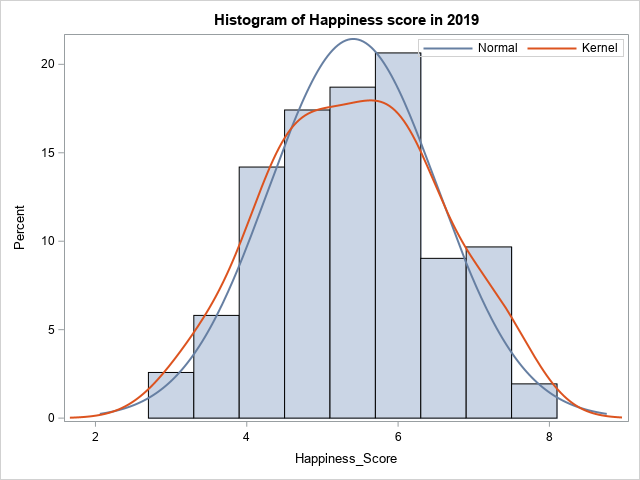 Histogram of Happiness score in 2019
Normal Kernel
20
15
10
5
0
Percent
2 4 6 8
Happiness_Score